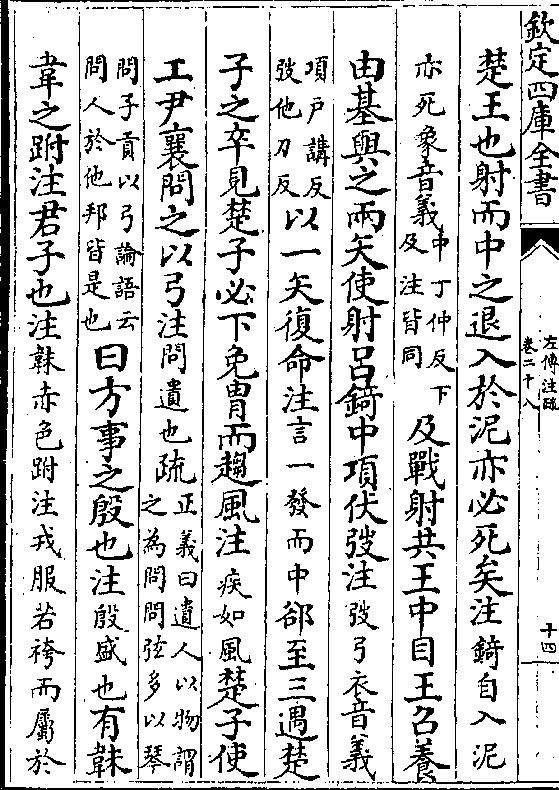 欽定四庫全書
左傳注疏
卷二十八
十四
楚王也射而中之退入於泥亦必死矣注錡自入泥
亦死象音義中丁仲反下
及注皆同及戰射共王中目王召養
由基與之兩矢使射呂錡中項伏弢注弢弓衣音義
項戸講反
弢他刀反以一矢復命注言一發而中郤至三遇楚
子之卒見楚子必下免胄而趨風注疾如風楚子使
工尹襄問之以弓注問遺也疏正義曰遺人以物謂
之為問問弦多以琴
問子貢以弓論語云
問人於他邦皆是也曰方事之殷也注殷盛也有韎
韋之跗注君子也注韎赤色跗注戎服若袴而屬於